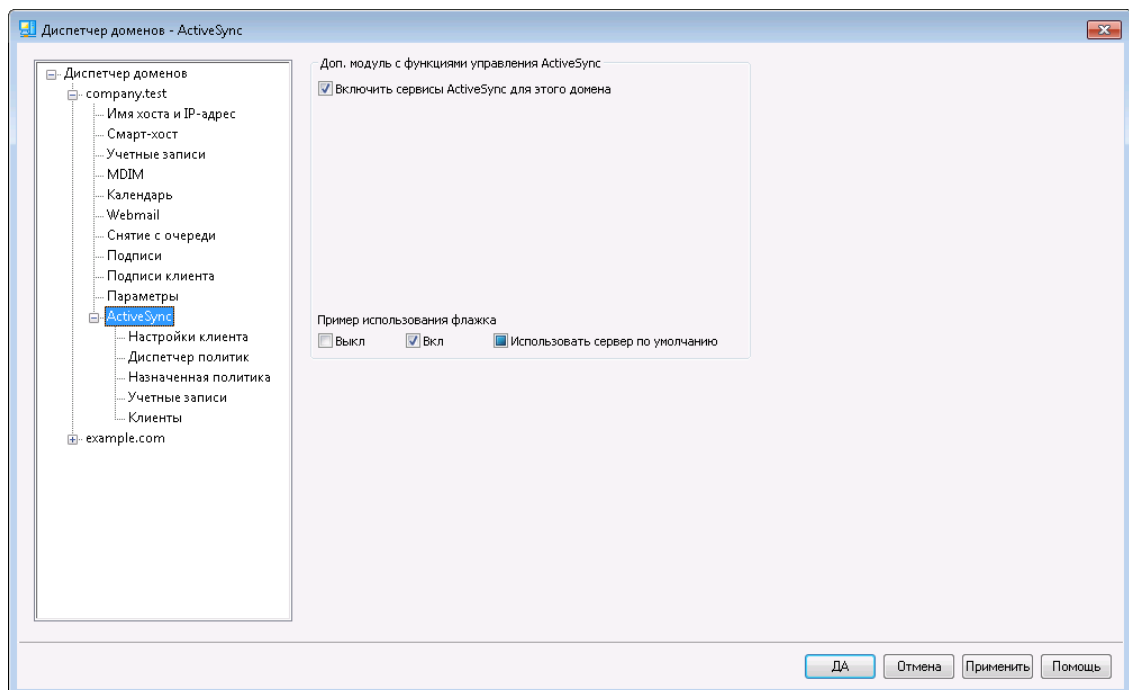 Диспетчер доменов - ActiveSync
Диспетчер доменов
company.test
Имя хоста и IP-адрес
Смарт-хост
Учетные записи
MDIM
Календарь
Webmail
Снятие с очереди
Подписи
Подписи клиента
Параметры
ActiveSync
Настройки клиента
Диспетчер политик
Назначенная политика
Учетные записи
Клиенты
example.com
Доп. модуль с функциями управления ActiveSync
Включить сервисы ActiveSync для этого домена
Пример использования флажка
Выкл Вкл Использовать сервер по умолчанию
ДА Отмена Применить Помощь